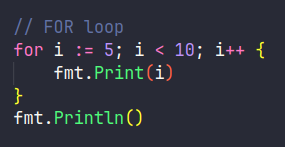 // FOR loop
for i := 5; i < 10; i++ {
    fmt.Print(i)
}
fmt.Println()